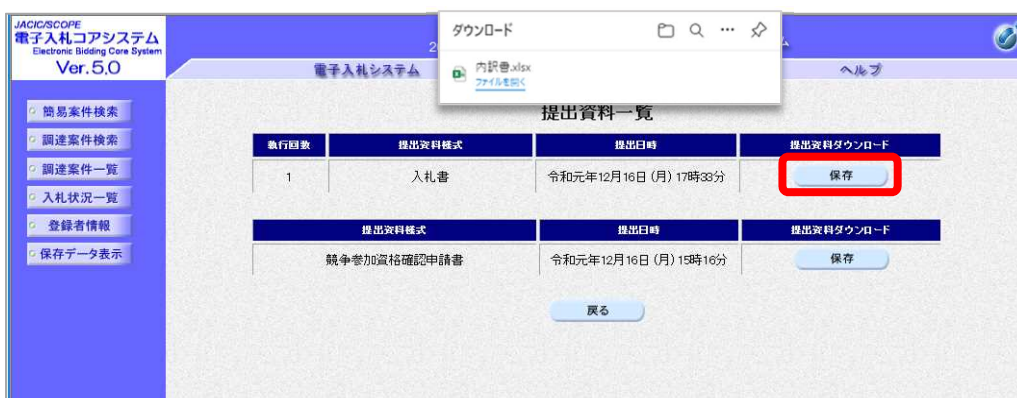 JACIC/SCOPE
電子入札コアシステム
Electronic Bidding Core System
Ver.5.0
ダウンロード
内訳書.xlsx
ファイルを開く
2
電子入札システム
ヘルプ
簡易案件検索
調達案件検索
調達案件一覧
入札状況一覧
登録者情報
保存データ表示
提出資料一覧
執行回数 提出資料様式 提出日時 提出資料ダウンロード
1 入札書 令和元年12月16日(月)17時33分 保存
提出資料様式 提出日時 提出資料ダウンロード
競争参加資格確認申請書 令和元年12月16日(月)15時16分 保存
戻る